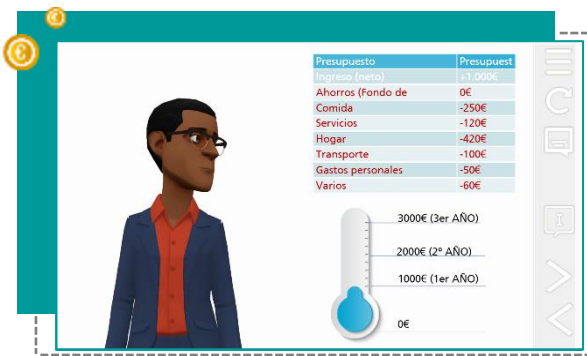 Presupuesto Presupuest
Ingreso (neto) +1.000€
Ahorros (Fondo de 0€
Comida -250€
Servicios -120€
Hogar -420€
Transporte -100€
Gastos personales -50€
Varios -60€
3000€ (3er AÑO)
2000€ (2º AÑO)
1000€ (1er AÑO)
0€